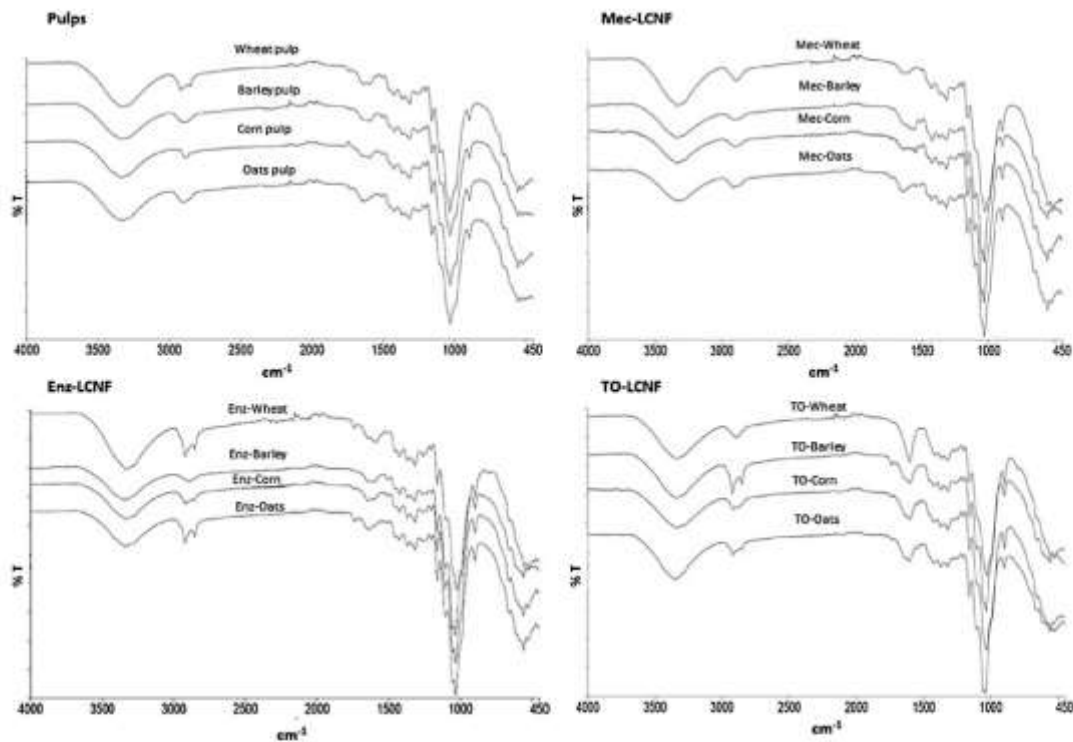 Pulps
Wheat pulp
Barley pulp
Corn pulp
Oats pulp
% T
4000 3500 3000 2500 2000 1500 1000 450
cm-1
Mec-LCNF
Mec-Wheat
Mec-Barley
Mec-Corn
Mec-Oats
% T
4000 3500 3000 2500 2000 1500 1000 450
cm-1
Enz-LCNF
Enz-Wheat
Enz-Barley
Enz-Corn
Enz-Oats
% T
4000 3500 3000 2500 2000 1500 1000 450
cm-1
TO-LCNF
TO-Wheat
TO-Barley
TO-Corn
TO-Oats
% T
4000 3500 3000 2500 2000 1500 1000 450
cm-1